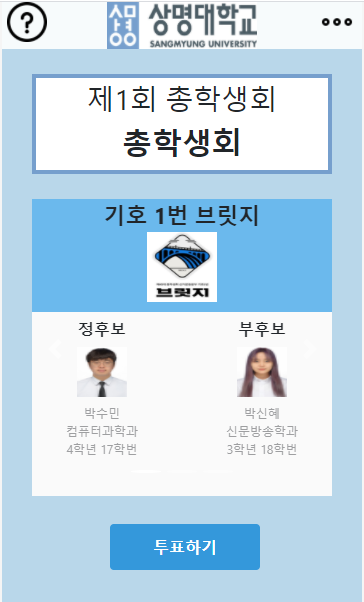 ?
상명대학교
SANGMYUNG UNIVERSITY
제1회 총학생회
총학생회
기호 1번 브릿지
브릿지
정후보
부후보
박수민
컴퓨터과학과
4학년 17학번
박신혜
신문방송학과
3학년 18학번
투표하기